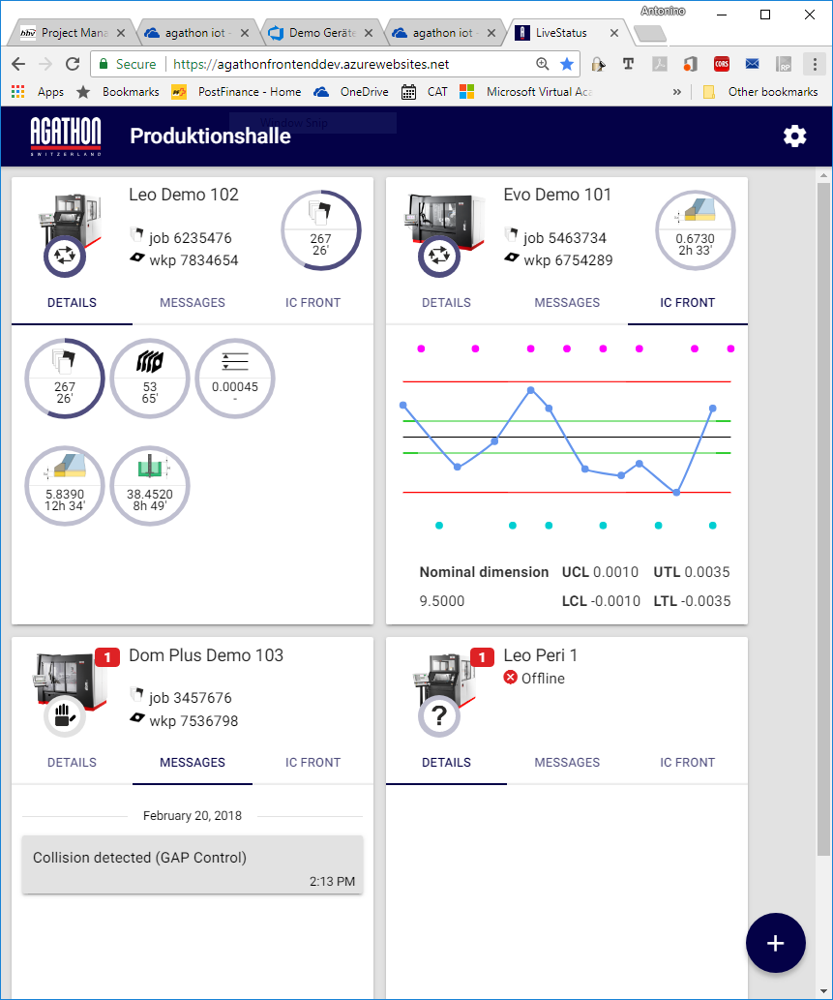 Antonino
hbv Project Mana
agathon iot -
Demo Geräte
agathon iot -
LiveStatus
Secure https://agathonfrontenddev.azurewebsites.net
T CORS RP
Apps Bookmarks PostFinance - Home OneDrive CAT Microsoft Virtual Aca » Other bookmarks
Window Snip
AGATHON
SWITZERLAND
Produktionshalle
Leo Demo 102
job 6235476
wkp 7834654
267
26'
DETAILS MESSAGES IC FRONT
267
26'
53
65'
0.00045
-
5.8390
12h 34'
38.4520
8h 49'
Evo Demo 101
job 5463734
wkp 6754289
0.6730
2h 33'
DETAILS MESSAGES IC FRONT
Nominal dimension UCL 0.0010 UTL 0.0035
9.5000 LCL -0.0010 LTL -0.0035
1
Dom Plus Demo 103
job 3457676
wkp 7536798
DETAILS MESSAGES IC FRONT
February 20, 2018
Collision detected (GAP Control)
2:13 PM
1
Leo Peri 1
Offline
?
DETAILS MESSAGES IC FRONT
+